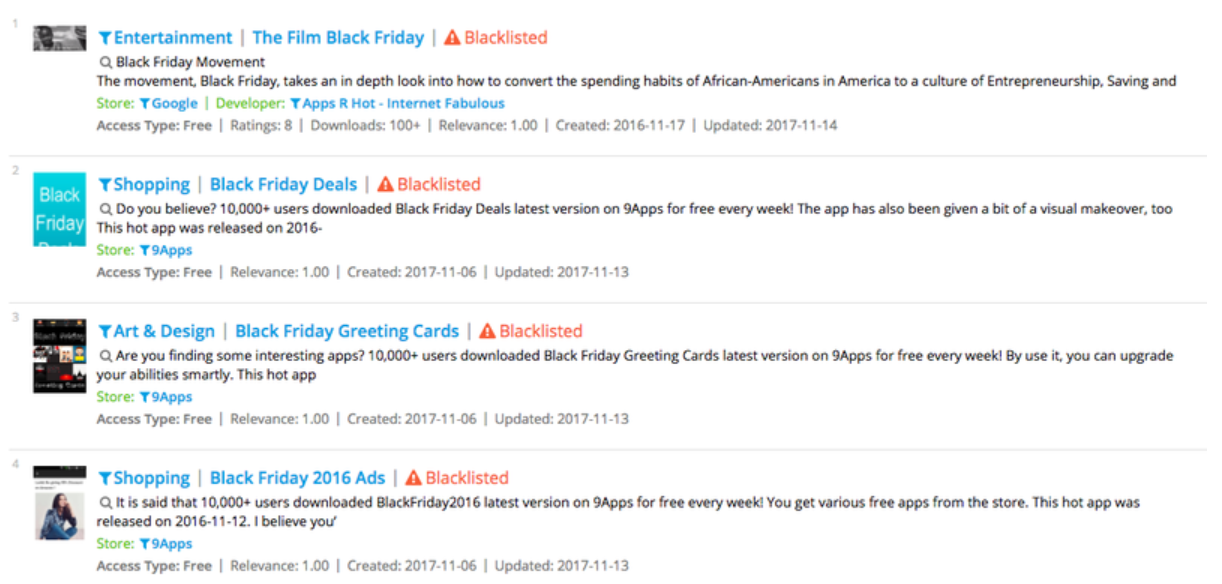 1
Entertainment | The Film Black Friday | Blacklisted
Black Friday Movement
The movement, Black Friday, takes an in depth look into how to convert the spending habits of African-Americans in America to a culture of Entrepreneurship, Saving and
Store: Google | Developer: Apps R Hot - Internet Fabulous
Access Type: Free | Ratings: 8 | Downloads: 100+ | Relevance: 1.00 | Created: 2016-11-17 | Updated: 2017-11-14
2
Black
Friday
Deals
Shopping | Black Friday Deals | Blacklisted
Do you believe? 10,000+ users downloaded Black Friday Deals latest version on 9Apps for free every week! The app has also been given a bit of a visual makeover, too
This hot app was released on 2016-
Store: 9Apps
Access Type: Free | Relevance: 1.00 | Created: 2017-11-06 | Updated: 2017-11-13
3
Black Friday
Greeting Cards
Art & Design | Black Friday Greeting Cards | Blacklisted
Are you finding some interesting apps? 10,000+ users downloaded Black Friday Greeting Cards latest version on 9Apps for free every week! By use it, you can upgrade
your abilities smartly. This hot app
Store: 9Apps
Access Type: Free | Relevance: 1.00 | Created: 2017-11-06 | Updated: 2017-11-13
4
Shopping | Black Friday 2016 Ads | Blacklisted
It is said that 10,000+ users downloaded BlackFriday2016 latest version on 9Apps for free every week! You get various free apps from the store. This hot app was
released on 2016-11-12. I believe you'
Store: 9Apps
Access Type: Free | Relevance: 1.00 | Created: 2017-11-06 | Updated: 2017-11-13